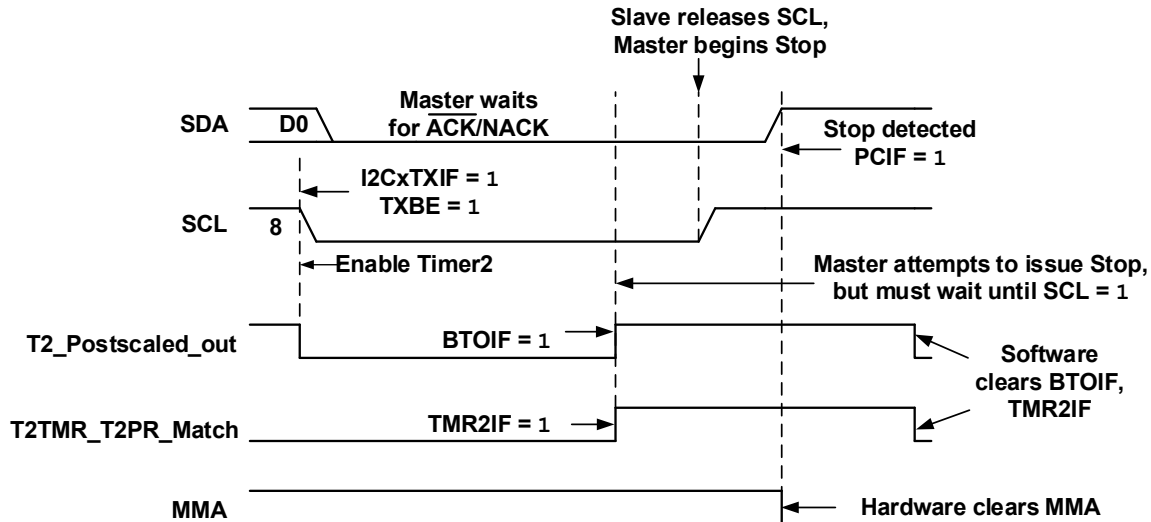 Slave releases SCL,
Master begins Stop
SDA
D0
Master waits
for ACK/NACK
Stop detected
PCIF = 1
I2CxTXIF = 1
TXBE = 1
SCL
8
Enable Timer2
Master attempts to issue Stop,
but must wait until SCL = 1
T2_Postscaled_out
BTOIF = 1
Software
clears BTOIF,
TMR2IF
T2TMR_T2PR_Match
TMR2IF = 1
MMA
Hardware clears MMA